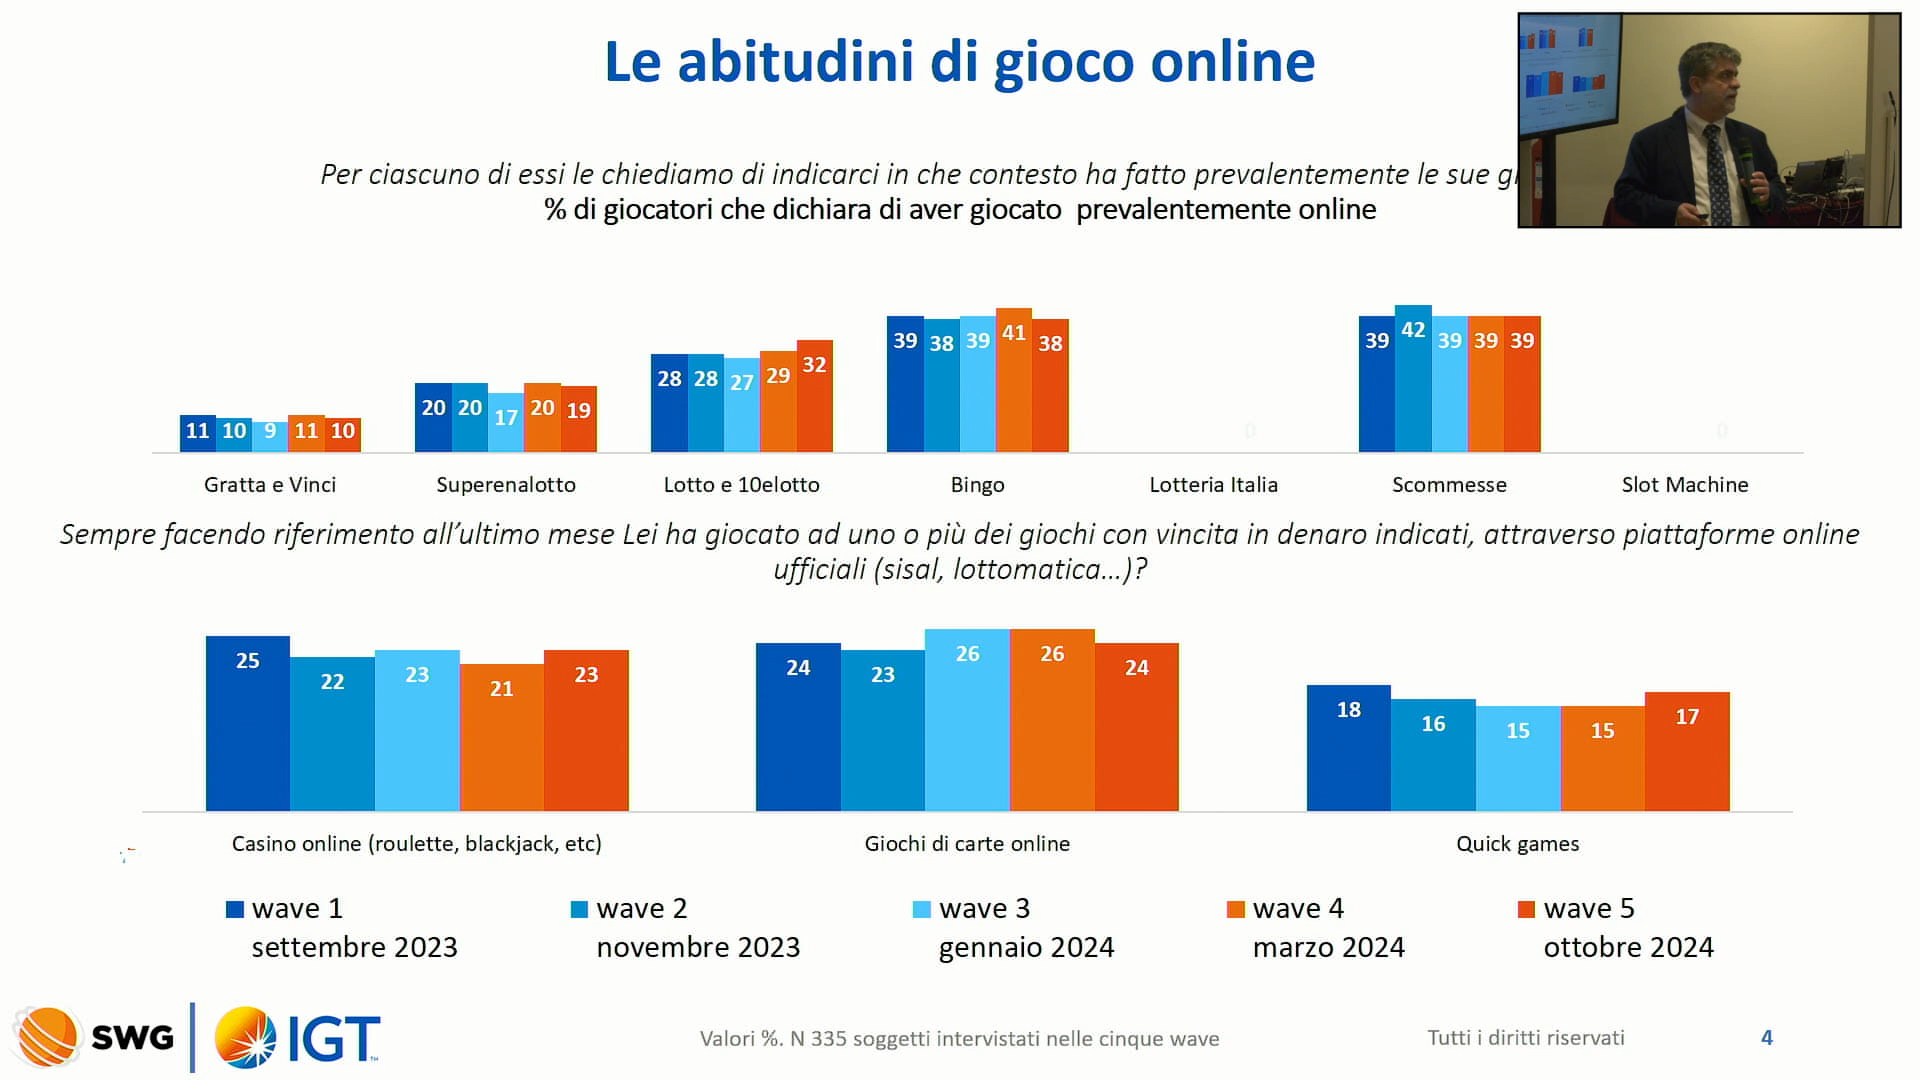 Le abitudini di gioco online
Per ciascuno di essi le chiediamo di indicarci in che contesto ha fatto prevalentemente le sue
% di giocatori che dichiara di aver giocato prevalentemente online
39 38 39 41 38
39 42 39 39 39
28 28 27 29 32
20 20 17 20 19
11 10 9 11 10
0
0
Gratta e Vinci
Superenalotto
Lotto e 10elotto
Bingo
Lotteria Italia
Scommesse
Slot Machine
Sempre facendo riferimento all’ultimo mese Lei ha giocato ad uno o più dei giochi con vincita in denaro indicati, attraverso piattaforme online
ufficiali (sisal, lottomatica…)?
25 22 23 21 23
24 23 26 26 24
18 16 15 15 17
Casino online (roulette, blackjack, etc)
Giochi di carte online
Quick games
wave 1
settembre 2023
wave 2
novembre 2023
wave 3
gennaio 2024
wave 4
marzo 2024
wave 5
ottobre 2024
SWG
IGT
Valori %. N 335 soggetti intervistati nelle cinque wave
Tutti i diritti riservati
4